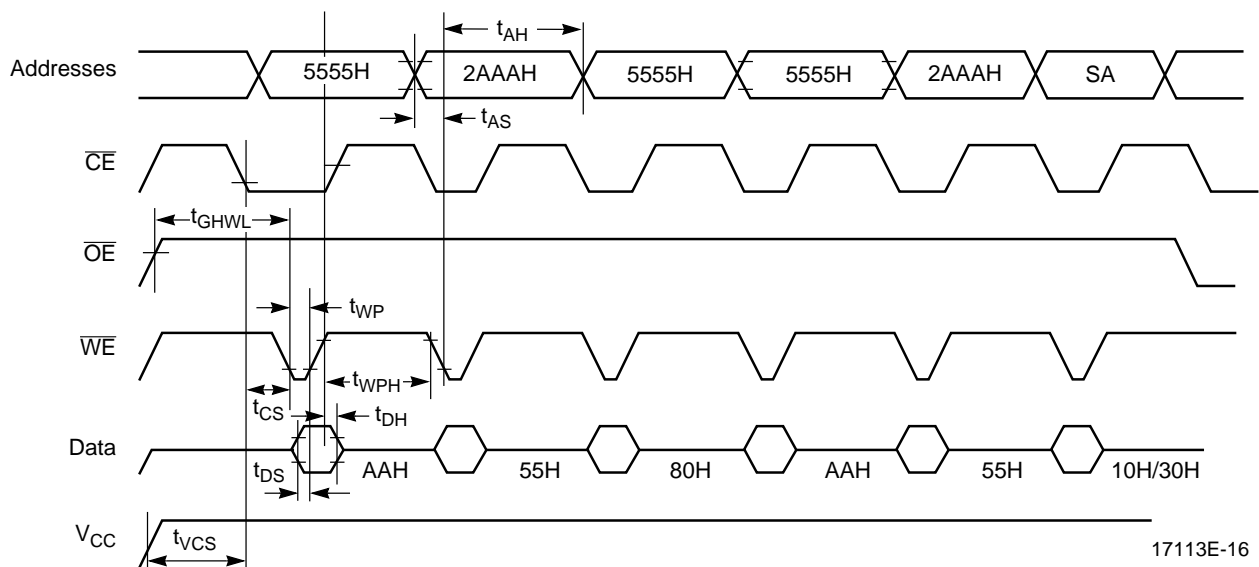 tAH
Addresses 5555H 2AAAH 5555H 5555H 2AAAH SA
tAS
CE
tGHWL
OE
tWP
WE
tWPH
tCS tDH
Data
tDS AAH 55H 80H AAH 55H 10H/30H
VCC tVCS
17113E-16